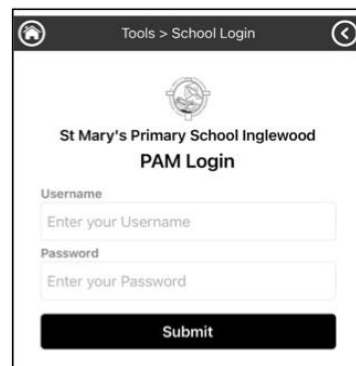 Tools > School Login
St Mary's Primary School Inglewood
PAM Login
Username
Enter your Username
Password
Enter your Password
Submit